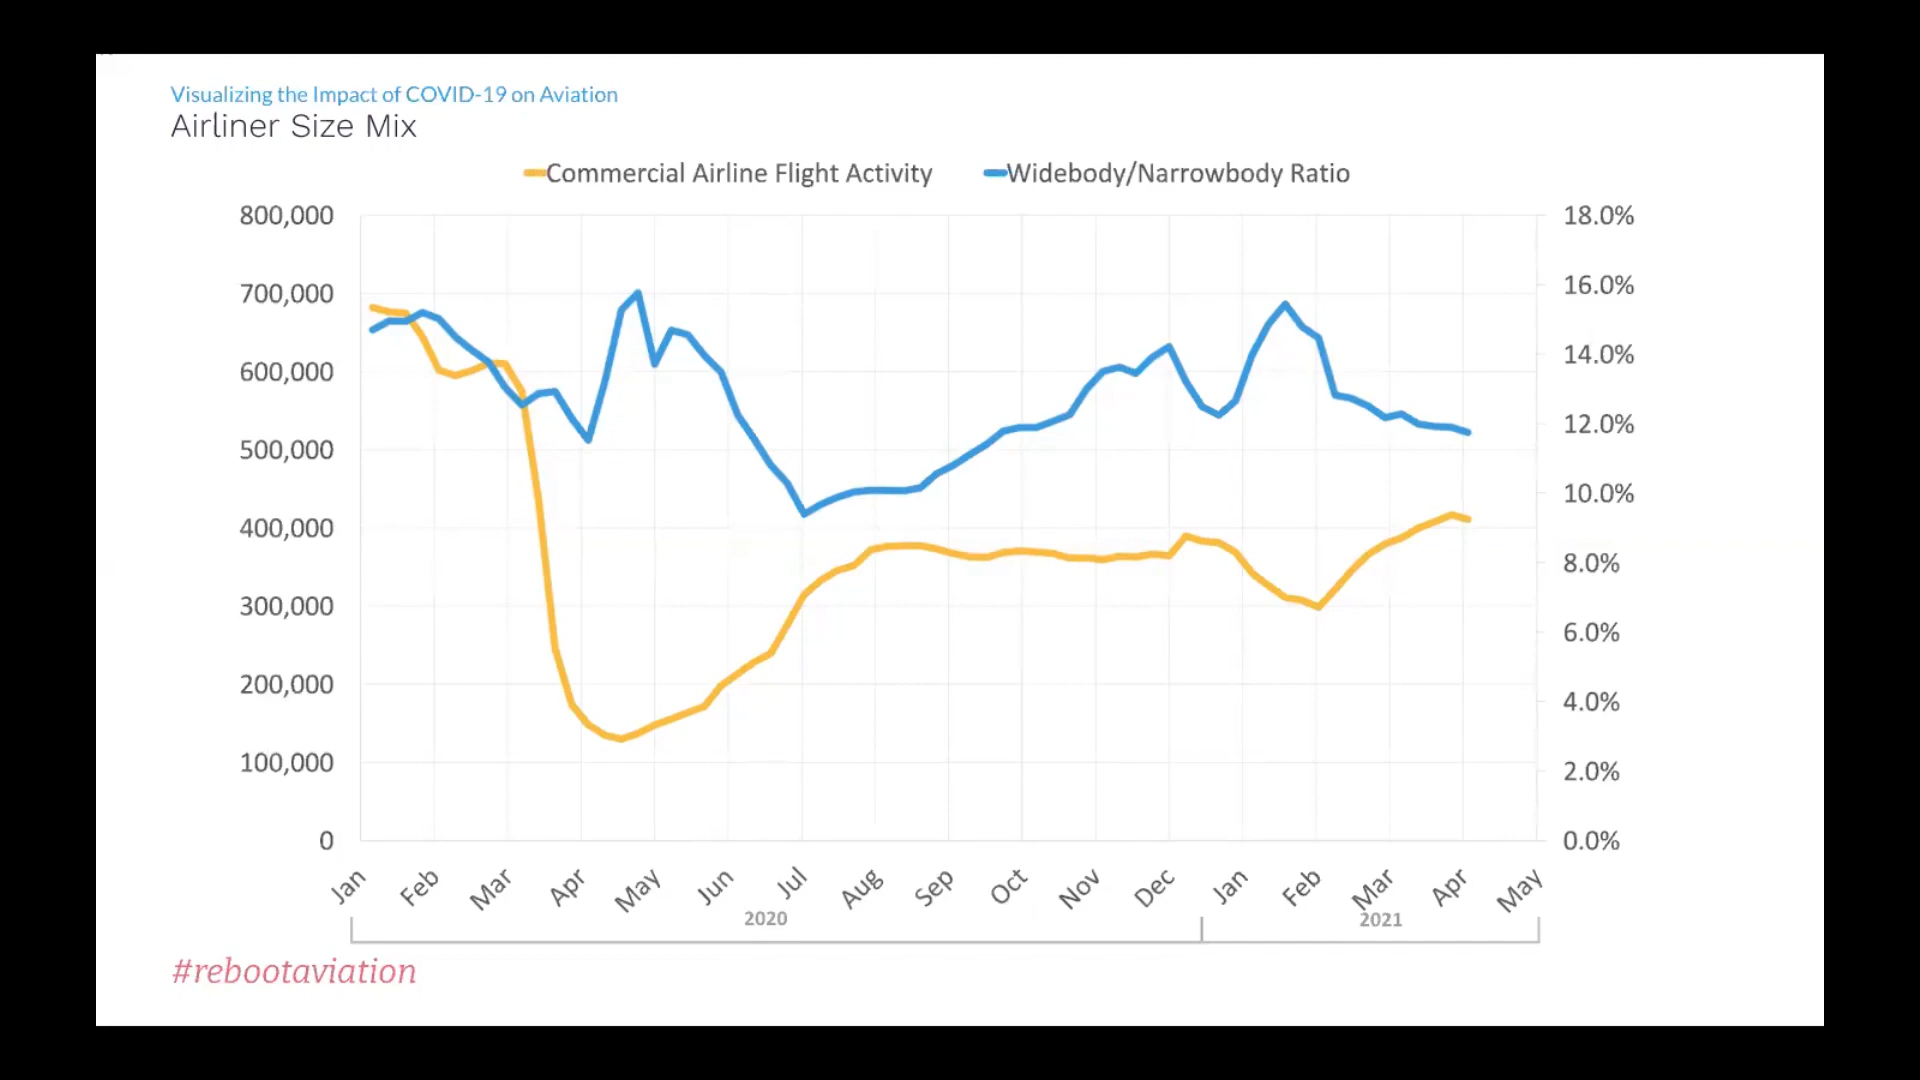 Visualizing the Impact of COVID-19 on Aviation
Airliner Size Mix
Commercial Airline Flight Activity Widebody/Narrowbody Ratio
800,000 18.0%
700,000 16.0%
600,000 14.0%
500,000 12.0%
400,000 10.0%
300,000 8.0%
200,000 6.0%
100,000 4.0%
0 2.0%
0.0%
Jan Feb Mar Apr May Jun Jul Aug Sep Oct Nov Dec Jan Feb Mar Apr May
2020 2021
#rebootaviation